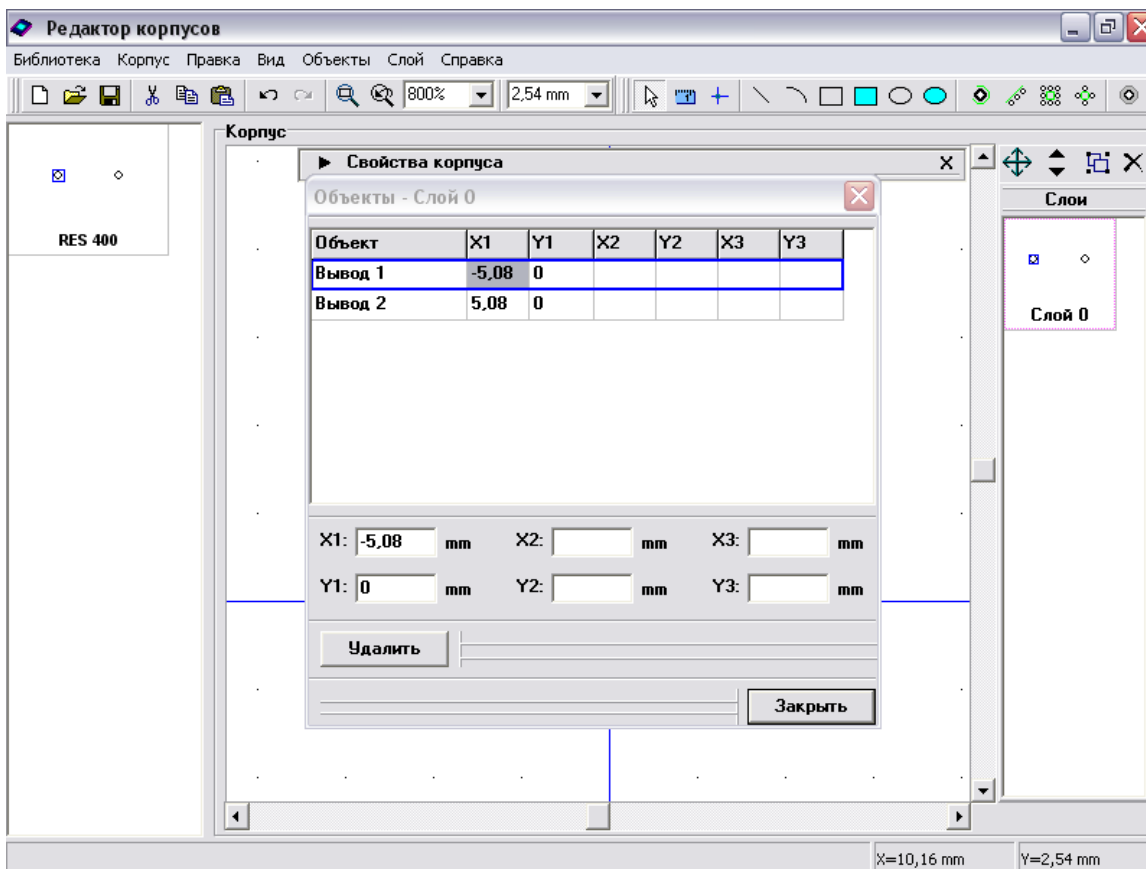 Редактор корпусов
Библиотека Корпус Правка Вид Объекты Слой Справка
800% 2,54 mm
Корпус
Свойства корпуса X
Объекты - Слой 0
Объект X1 Y1 X2 Y2 X3 Y3
Вывод 1 -5,08 0
Вывод 2 5,08 0
X1: -5,08 mm X2: mm X3: mm
Y1: 0 mm Y2: mm Y3: mm
Удалить
Закрыть
RES 400
Слои
Слой 0
X=10,16 mm Y=2,54 mm